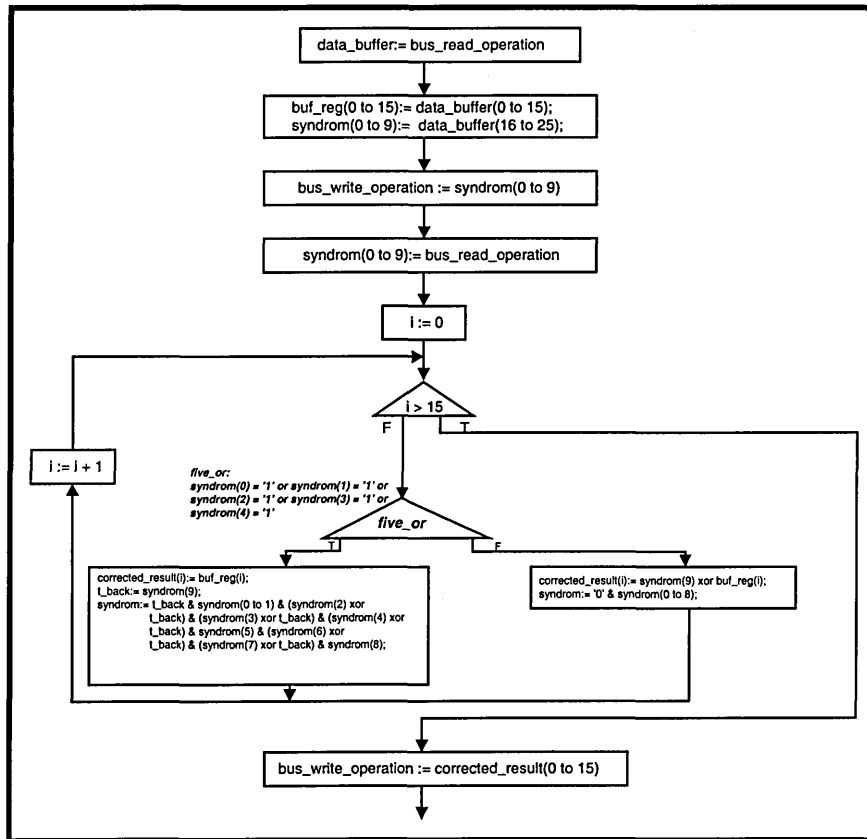 data_buffer:= bus_read_operation
buf_reg(0 to 15):= data_buffer(0 to 15);
syndrom(0 to 9):= data_buffer(16 to 25);
bus_write_operation := syndrom(0 to 9)
syndrom(0 to 9):= bus_read_operation
i := 0
i > 15
F T
i := i + 1
five_or:
syndrom(0) = '1' or syndrom(1) = '1' or
syndrom(2) = '1' or syndrom(3) = '1' or
syndrom(4) = '1'
five_or
T F
corrected_result(i):= buf_reg(i);
t_back:= syndrom(9);
syndrom:= t_back & syndrom(0 to 1) & (syndrom(2) xor
t_back) & (syndrom(3) xor t_back) & (syndrom(4) xor
t_back) & syndrom(5) & (syndrom(6) xor
t_back) & (syndrom(7) xor t_back) & syndrom(8);
corrected_result(i):= syndrom(9) xor buf_reg(i);
syndrom:= '0' & syndrom(0 to 8);
bus_write_operation := corrected_result(0 to 15)